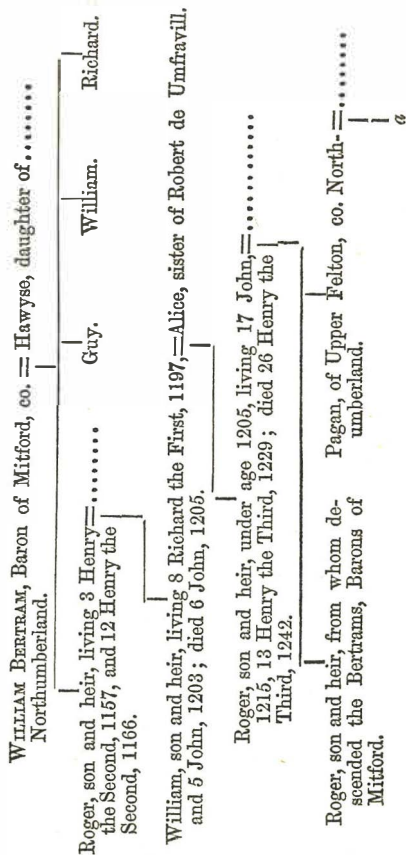 WILLIAM BERTRAM, Baron of Mitford, co. = Hawyse, daughter of........
Northumberland.
Roger, son and heir, living 3 Henry=........
the Second, 1157, and 12 Henry the
Second, 1166.
Guy.
William.
Richard.
William, son and heir, living 8 Richard the First, 1197,=Alice, sister of Robert de Umfravill.
and 5 John, 1203; died 6 John, 1205.
Roger, son and heir, under age 1205, living 17 John,=............
1215, 13 Henry the Third, 1229; died 26 Henry the
Third, 1242.
Roger, son and heir, from whom de-
scended the Bertrams, Barons of
Mitford.
Pagan, of Upper Felton, co. North-=........
umberland.
a